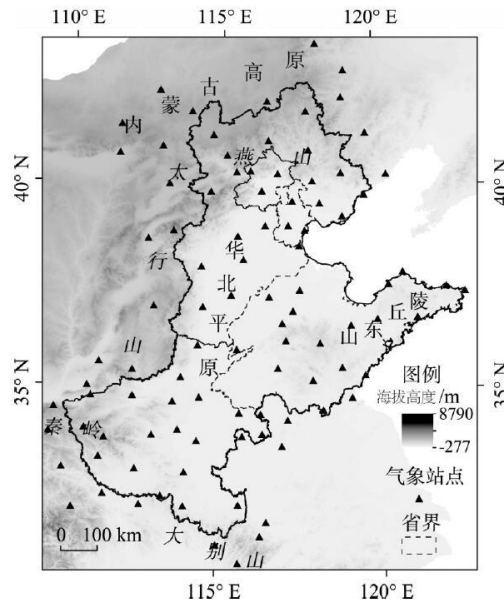 110° E
115° E
120° E
内蒙古高原
燕山
太行山
40° N
40° N
华北平原
山东丘陵
35° N
35° N
秦岭
大别山
图例
海拔高度/m
8790
-277
气象站点
省界
0 100 km
115° E
120° E